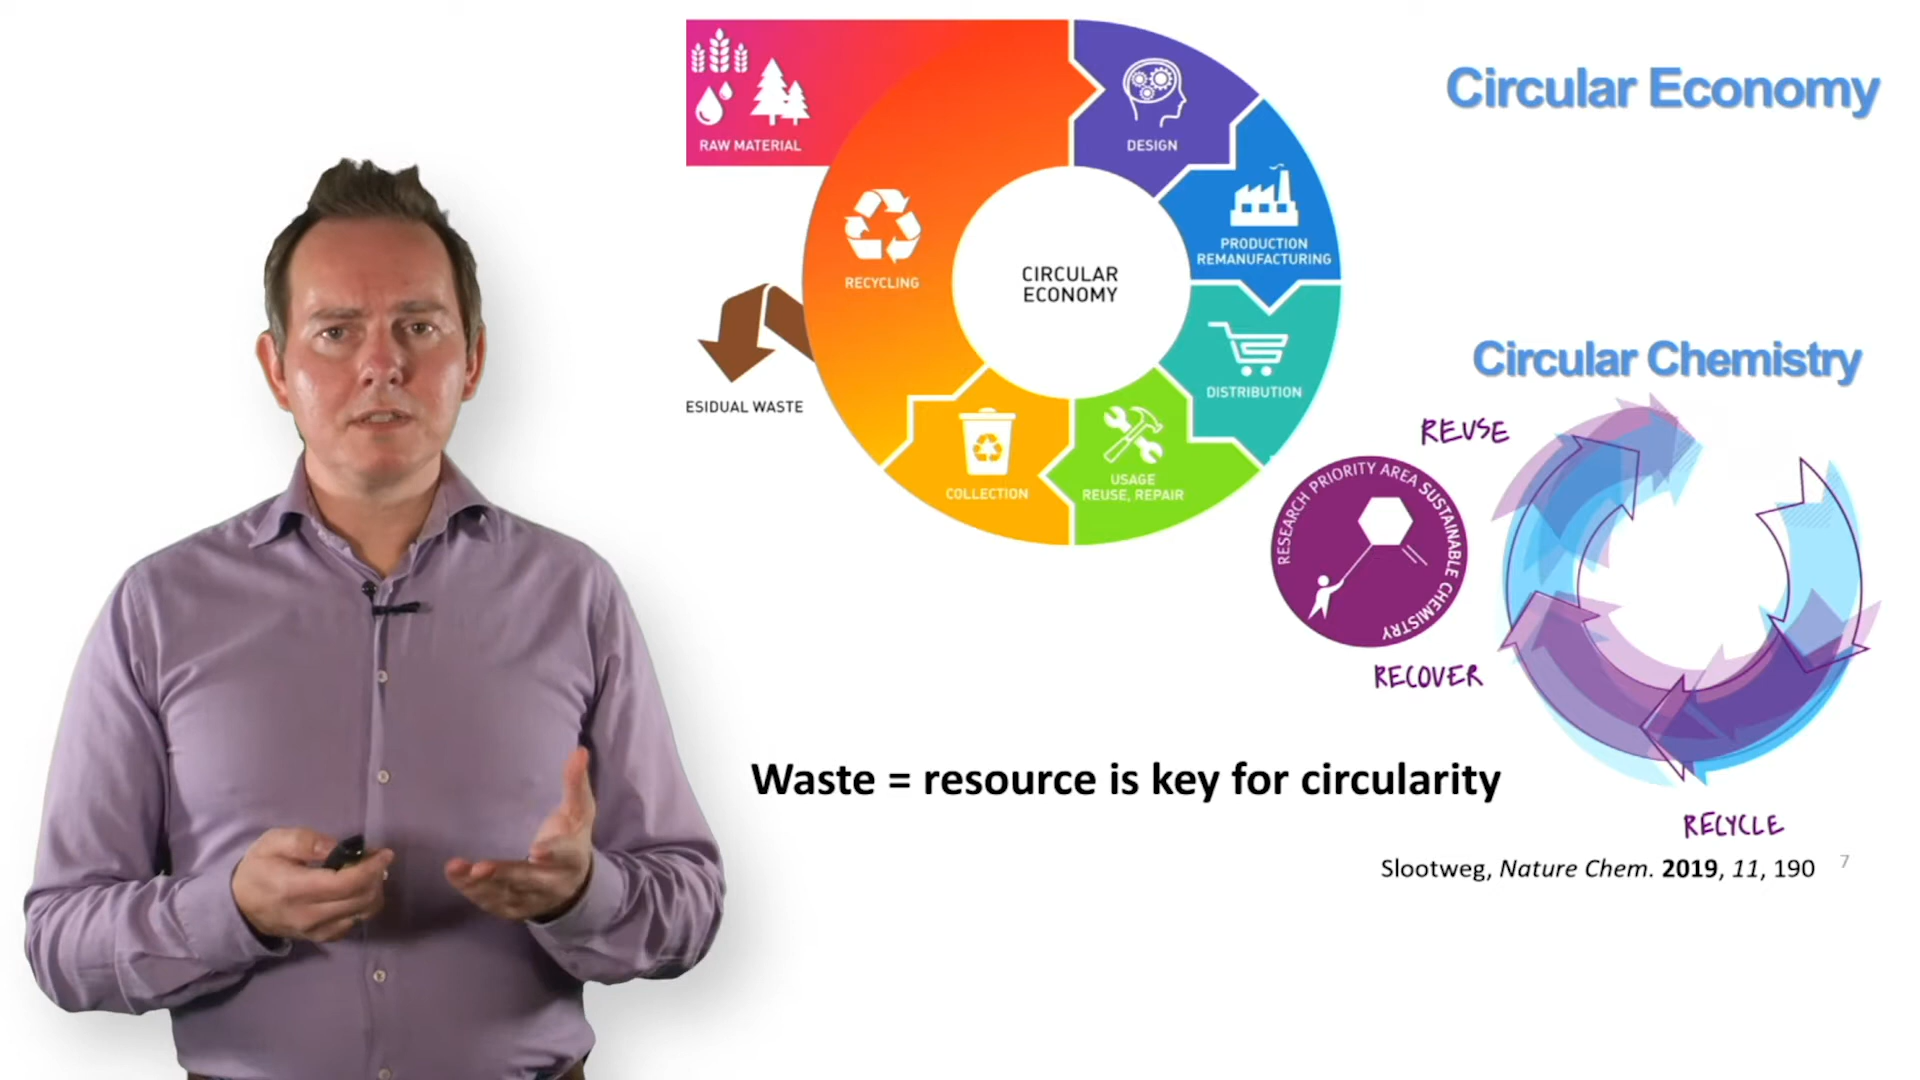 Circular Economy
RAW MATERIAL
DESIGN
PRODUCTION
REMANUFACTURING
RECYCLING
CIRCULAR
ECONOMY
DISTRIBUTION
ESIDUAL WASTE
USAGE
REUSE, REPAIR
COLLECTION
Circular Chemistry
REUSE
RESEARCH PRIORITY AREA SUSTAINABLE CHEMISTRY
RECOVER
Waste = resource is key for circularity
RECYCLE
Slootweg, Nature Chem. 2019, 11, 190
7